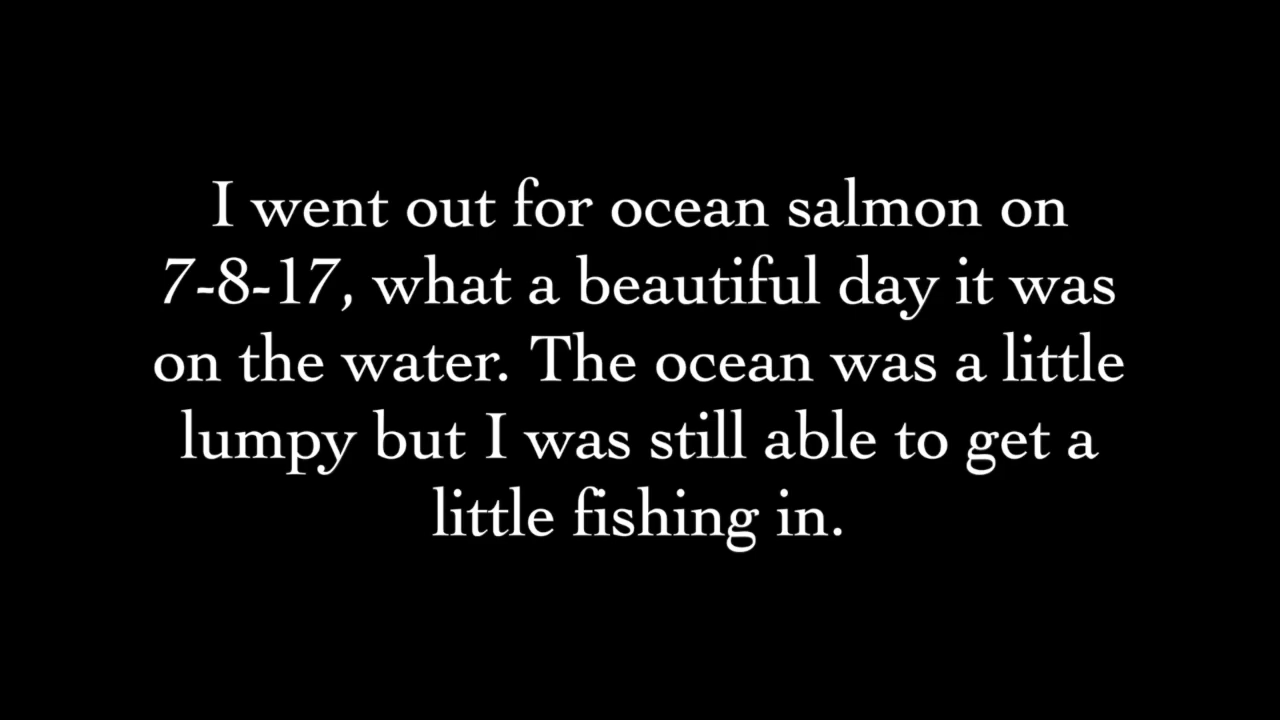 I went out for ocean salmon on
7-8-17, what a beautiful day it was
on the water. The ocean was a little
lumpy but I was still able to get a
little fishing in.